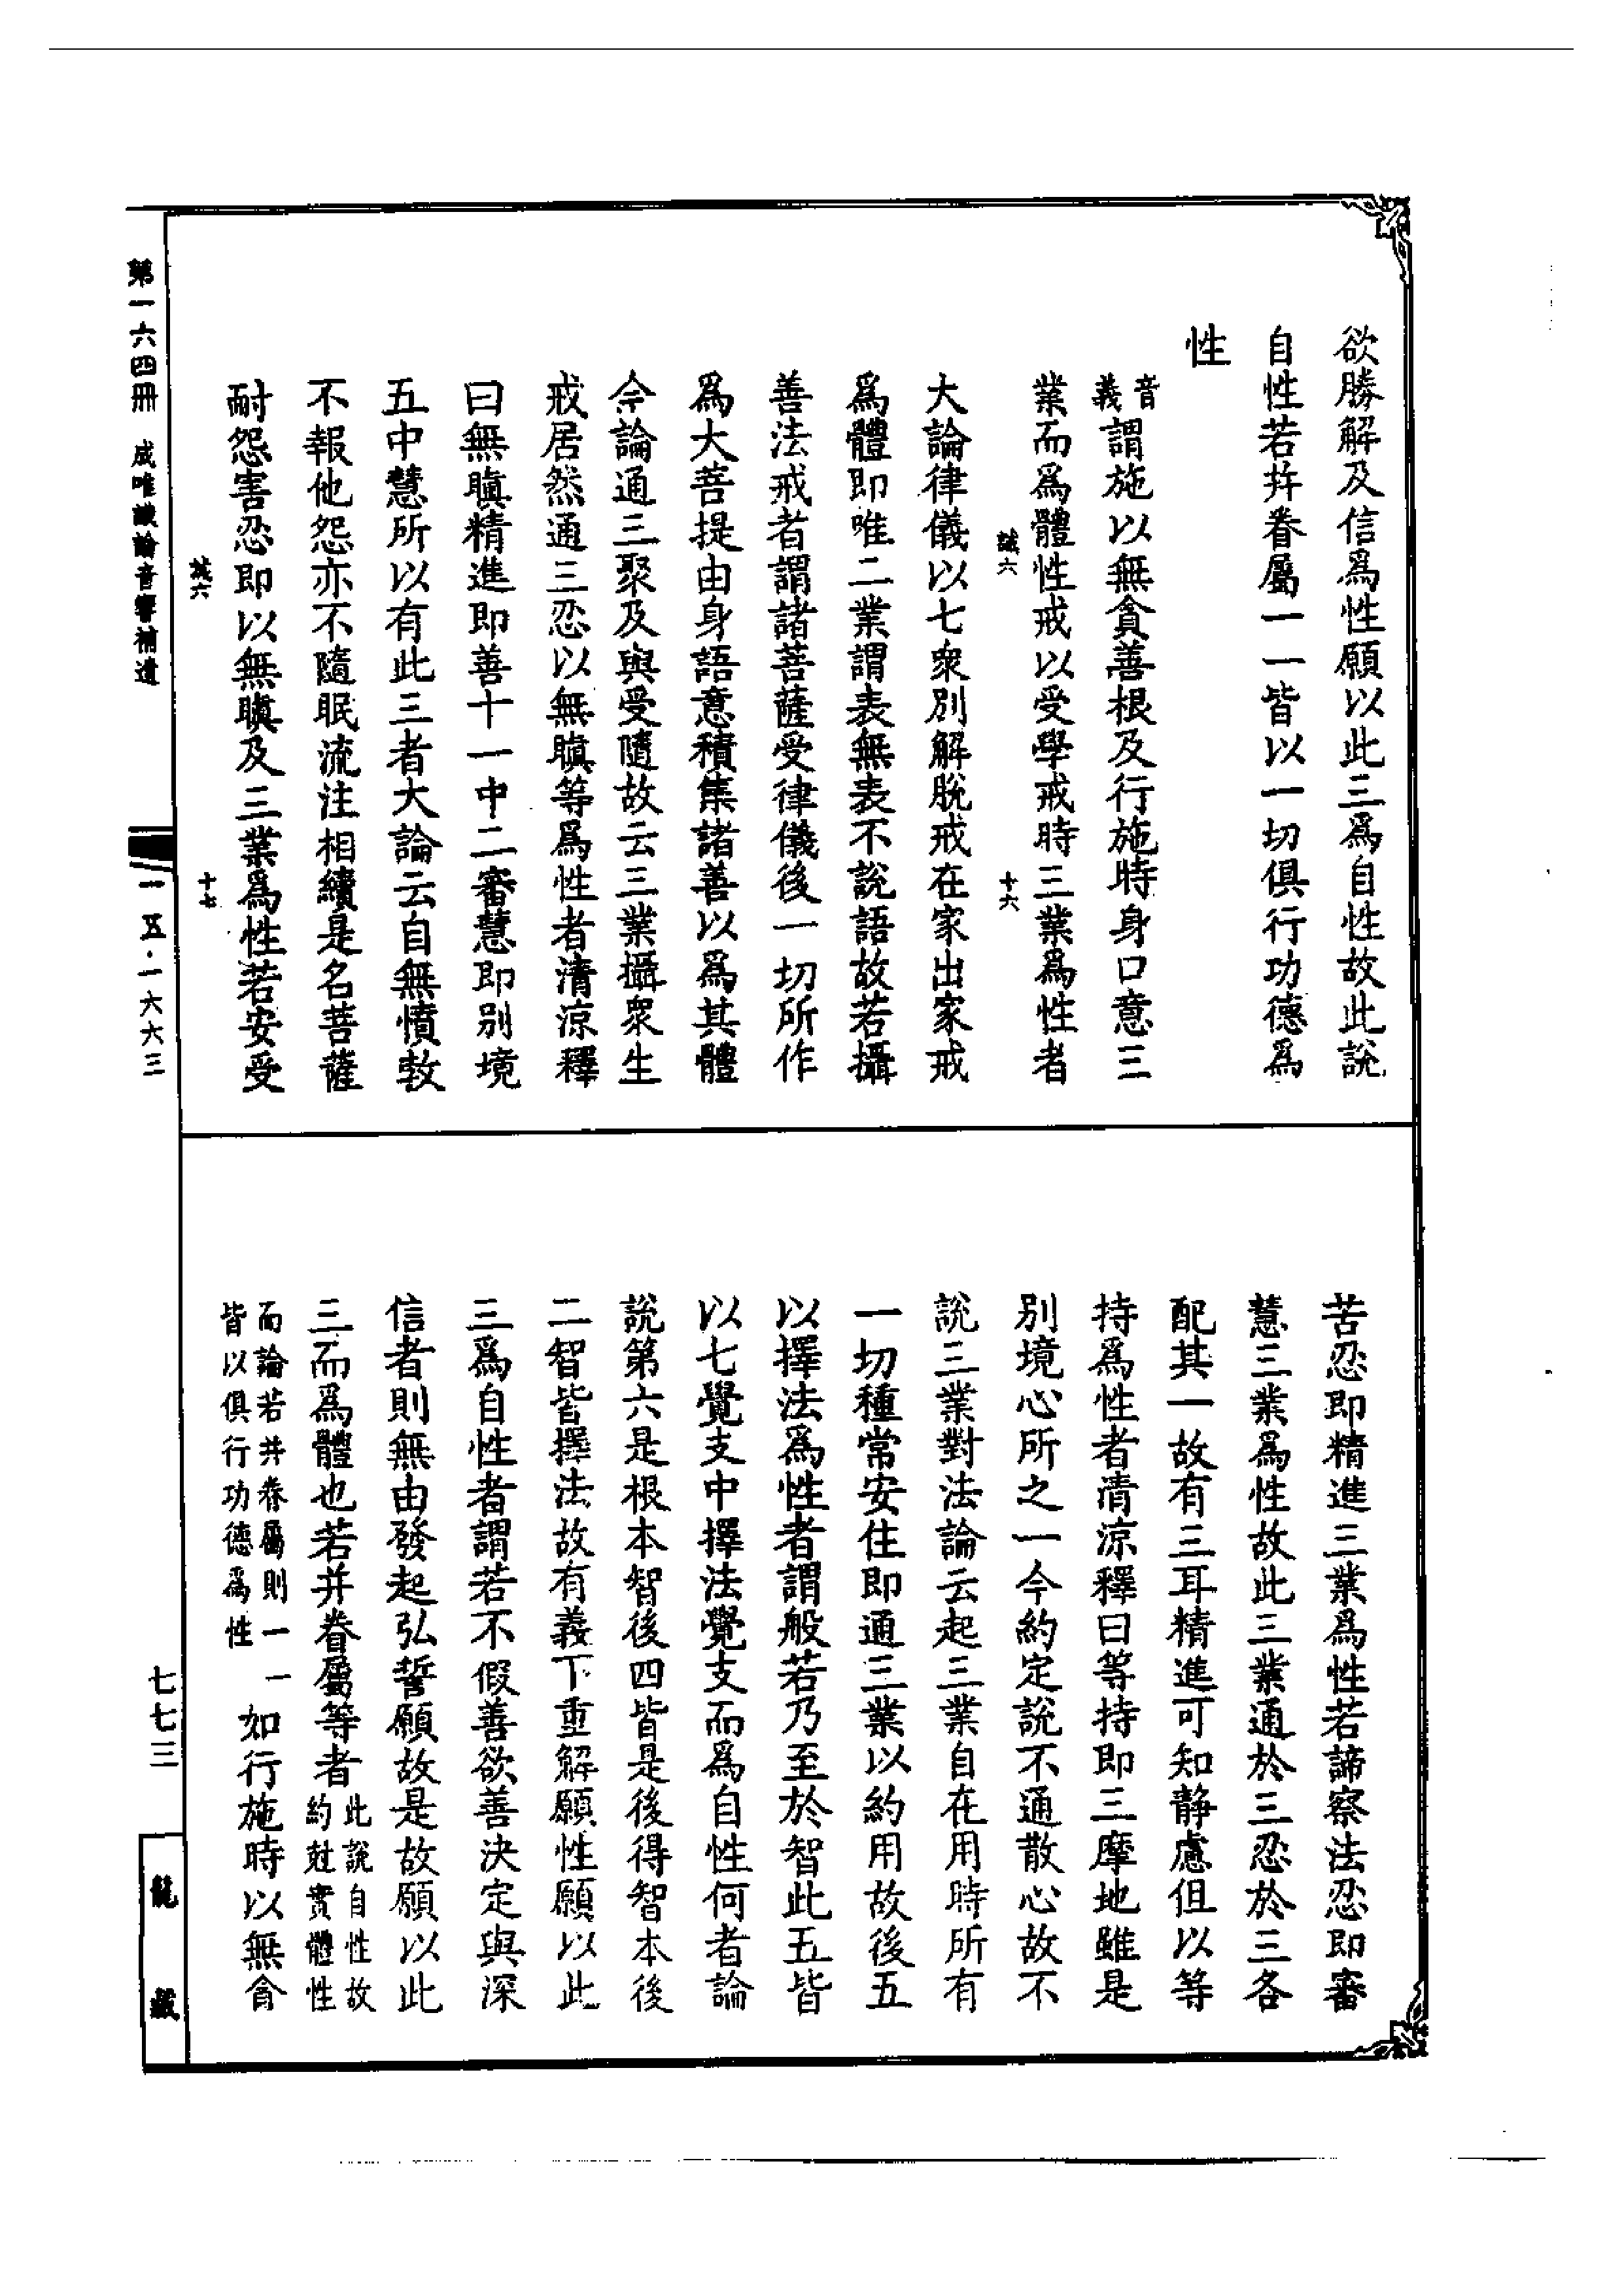 欲勝解及信爲性願以此三爲自性故此說
自性若幷眷屬一一皆以一切俱行功德爲
性
音義謂施以無貪善根及行施時身口意三
業而爲體性戒以受學戒時三業爲性者
誠六
十六
大論律儀以七衆別解脫戒在家出家戒
爲體即唯二業謂表無表不說語故若攝
善法戒者謂諸菩薩受律儀後一切所作
爲大菩提由身語意積集諸善以爲其體
今論通三聚及與受隨故云三業攝衆生
戒居然通三忍以無瞋等爲性者清涼釋
曰無瞋精進即善十一中二審慧即別境
五中慧所以有此三者大論云自無憤敎
不報他怨亦不隨眠流注相續是名菩薩
耐怨害忍即以無瞋及三業爲性若安受
誠六
十七
苦忍即精進三業爲性若諦察法忍即審
慧三業爲性故此三業通於三忍於三各
配其一故有三耳精進可知靜慮但以等
持爲性者清涼釋曰等持即三摩地雖是
別境心所之一今約定說不通散心故不
說三業對法論云起三業自在用時所有
一切種常安住即通三業以約用故後五
以擇法爲性者謂般若乃至於智此五皆
以七覺支中擇法覺支而爲自性何者論
說第六是根本智後四皆是後得智本後
二智皆擇法故有義下重解願性願以此
三爲自性者謂若不假善欲善決定與深
信者則無由發起弘誓願故是故願以此
三而爲體也若并眷屬等者此說自性故約尅實體性
而論若并眷屬則一一皆以俱行功德爲性如行施時以無貪
第一六四冊　成唯識論音響補遺
一五·一六六三
七七三
龍藏